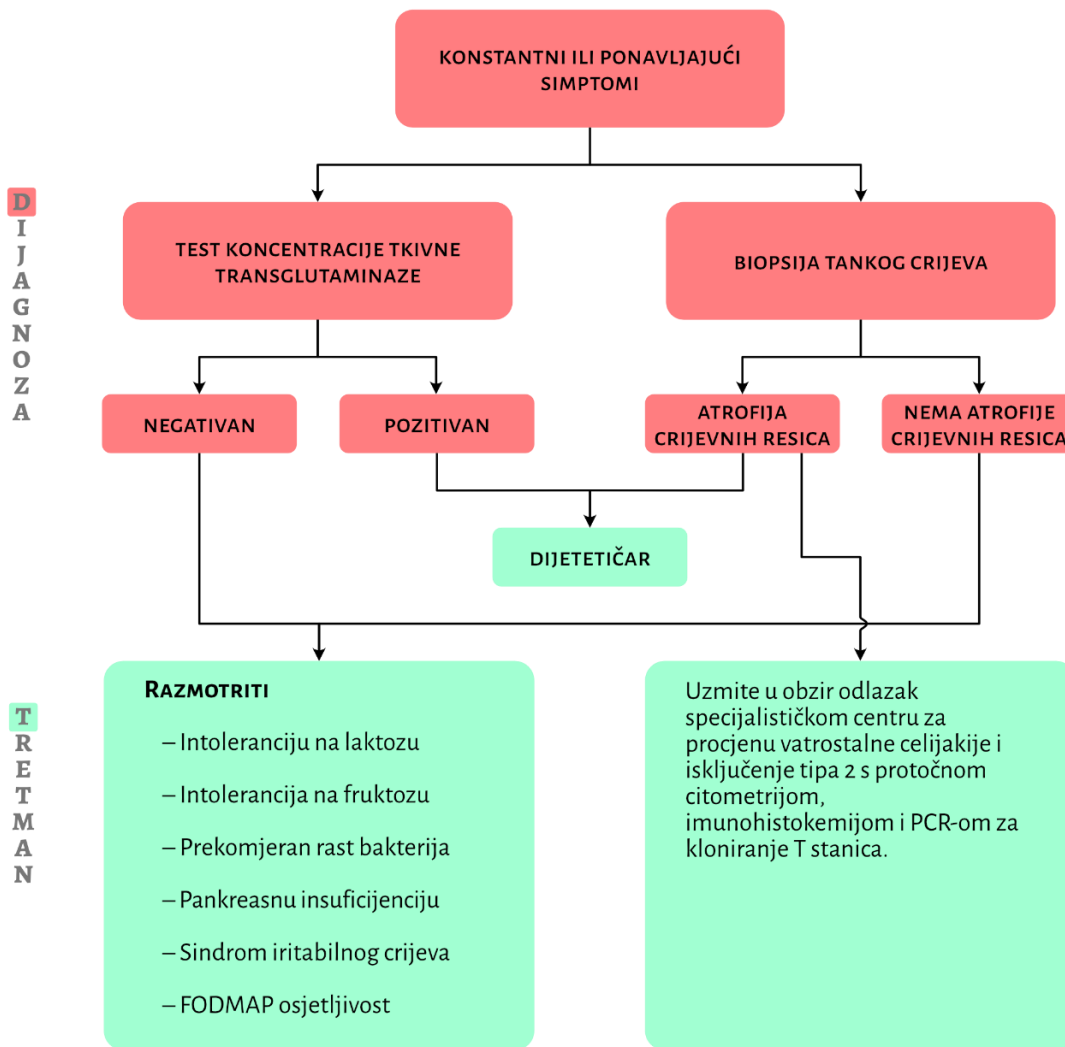 KONSTANTNI ILI PONAVLJAJUĆI
SIMPTOMI
DIJAGNOZA
TEST KONCENTRACIJE TKIVNE
TRANSGLUTAMINAZE
BIOPSIJA TANKOG CRIJEVA
NEGATIVAN
POZITIVAN
ATROFIJA
CRIJEVNIH RESICA
NEMA ATROFIJE
CRIJEVNIH RESICA
DIJETETIČAR
TRETMAN
RAZMOTRITI
– Intoleranciju na laktozu
– Intolerancija na fruktozu
– Prekomjeran rast bakterija
– Pankreasnu insuficijenciju
– Sindrom iritabilnog crijeva
– FODMAP osjetljivost
Uzmite u obzir odlazak
specijalističkom centru za
procjenu vatrostalne celijakije i
isključenje tipa 2 s protočnom
citometrijom,
imunohistokemijom i PCR-om za
kloniranje T stanica.